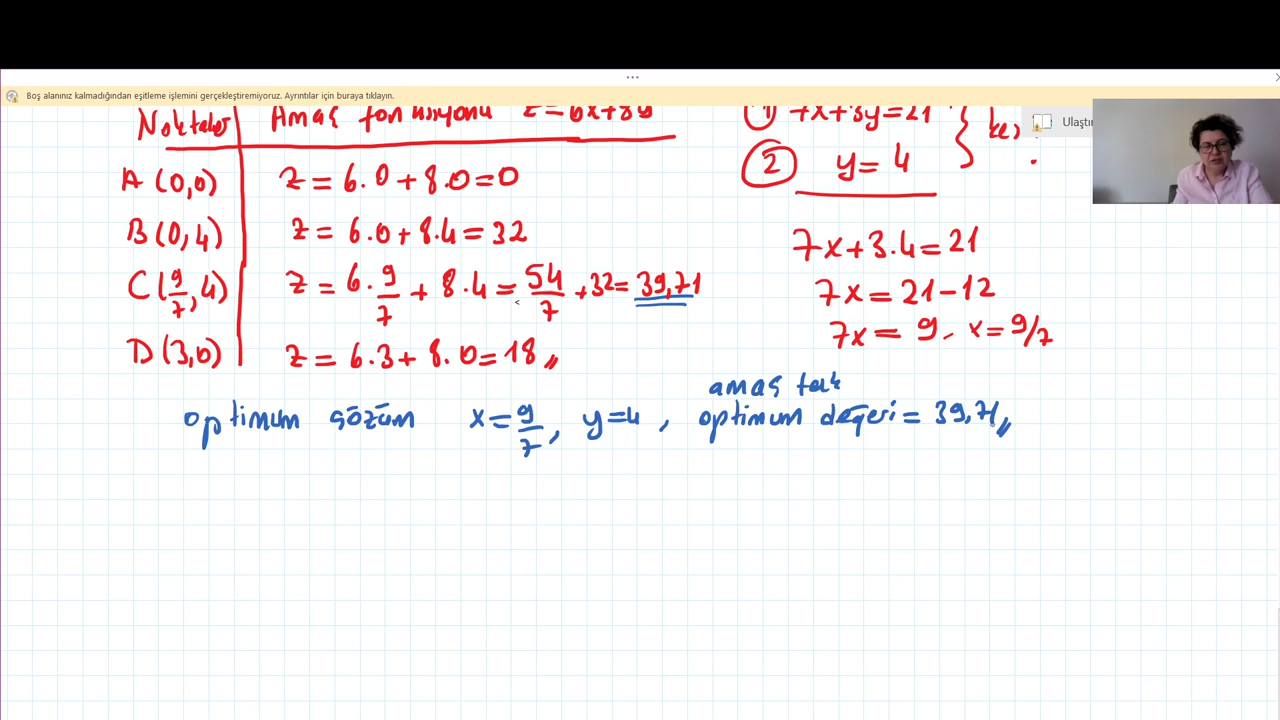 Boş alanınız kalmadığından eşitleme işlemini gerçekleştiremiyoruz. Ayrıntılar için buraya tıklayın.
Noktalar Amaç fonksiyonu z=6x+8y
① 7x+3y=21
Ulaştır
② y=4
A(0,0) z=6.0+8.0=0
B(0,4) z=6.0+8.4=32
C(9/7,4) z=6.9/7+8.4=54/7+32=39,71
D(3,0) z=6.3+8.0=18,,
7x+3.4=21
7x=21-12
7x=9, x=9/7
amaç fonk
optimum çözüm x=9/7, y=4, optimum değeri=39,71,,